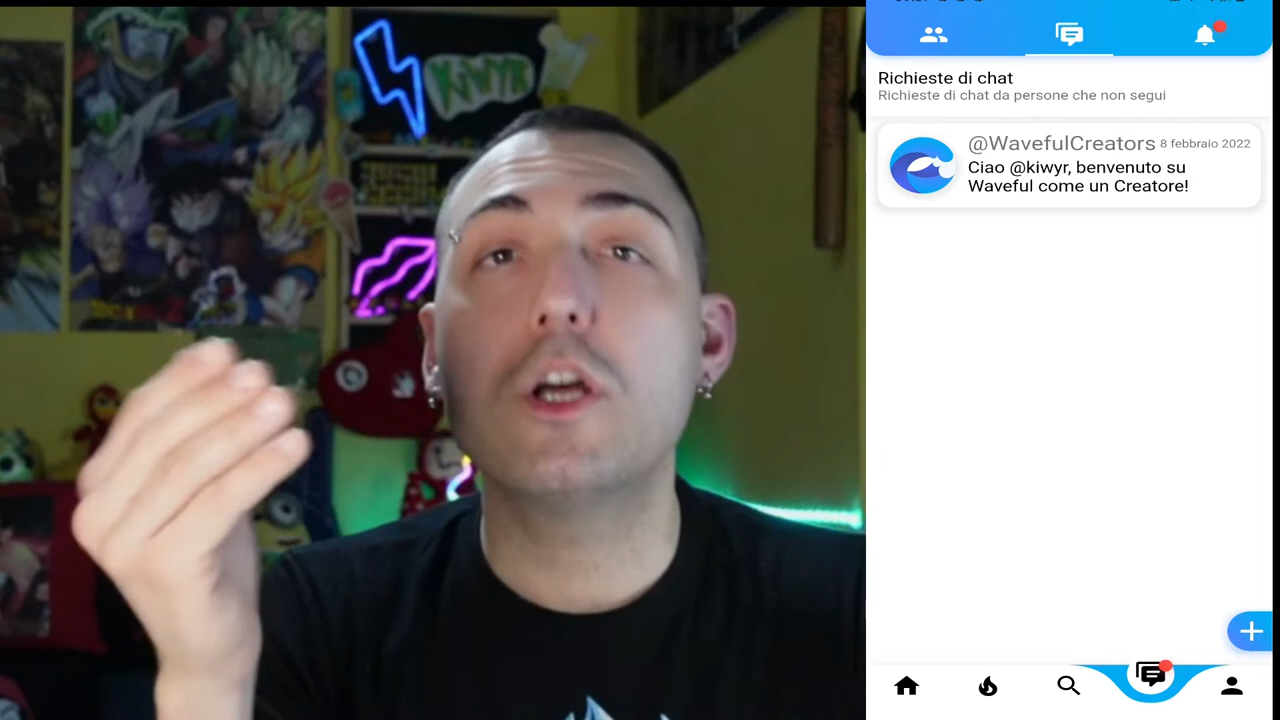 KiWYR
Richieste di chat
Richieste di chat da persone che non segui
@WavefulCreators 8 febbraio 2022
Ciao @kiwyr, benvenuto su
Waveful come un Creatore!